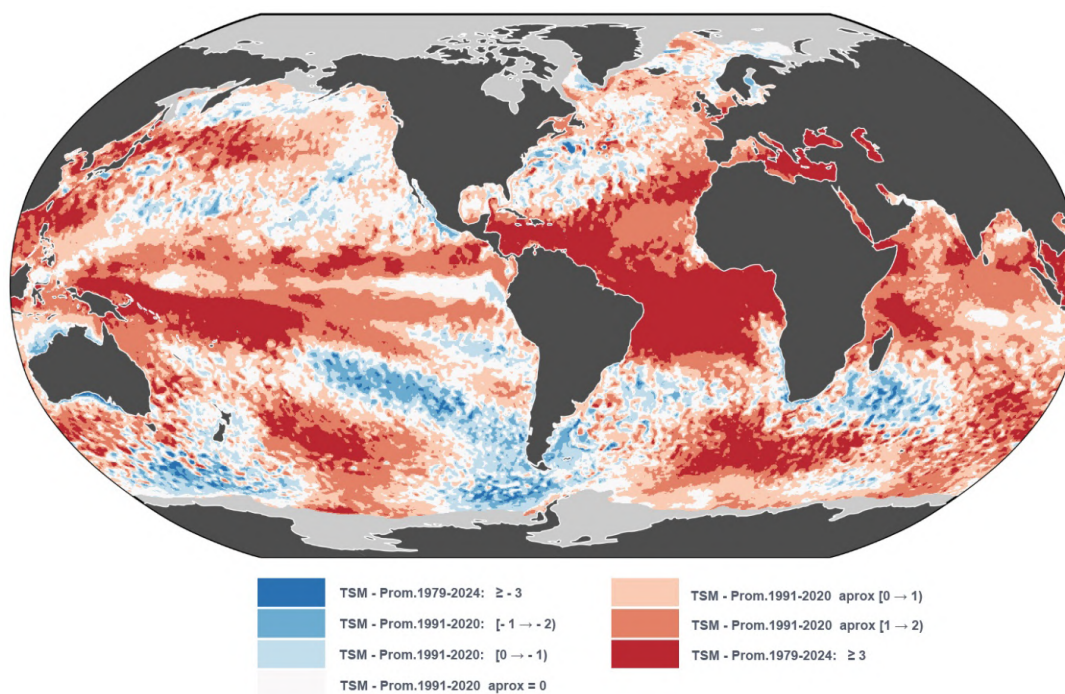 TSM - Prom.1979-2024: ≥ - 3
TSM - Prom.1991-2020: [- 1 → - 2)
TSM - Prom.1991-2020: [0 → - 1)
TSM - Prom.1991-2020 aprox = 0
TSM - Prom.1991-2020 aprox [0 → 1)
TSM - Prom.1991-2020 aprox [1 → 2)
TSM - Prom.1979-2024: ≥ 3